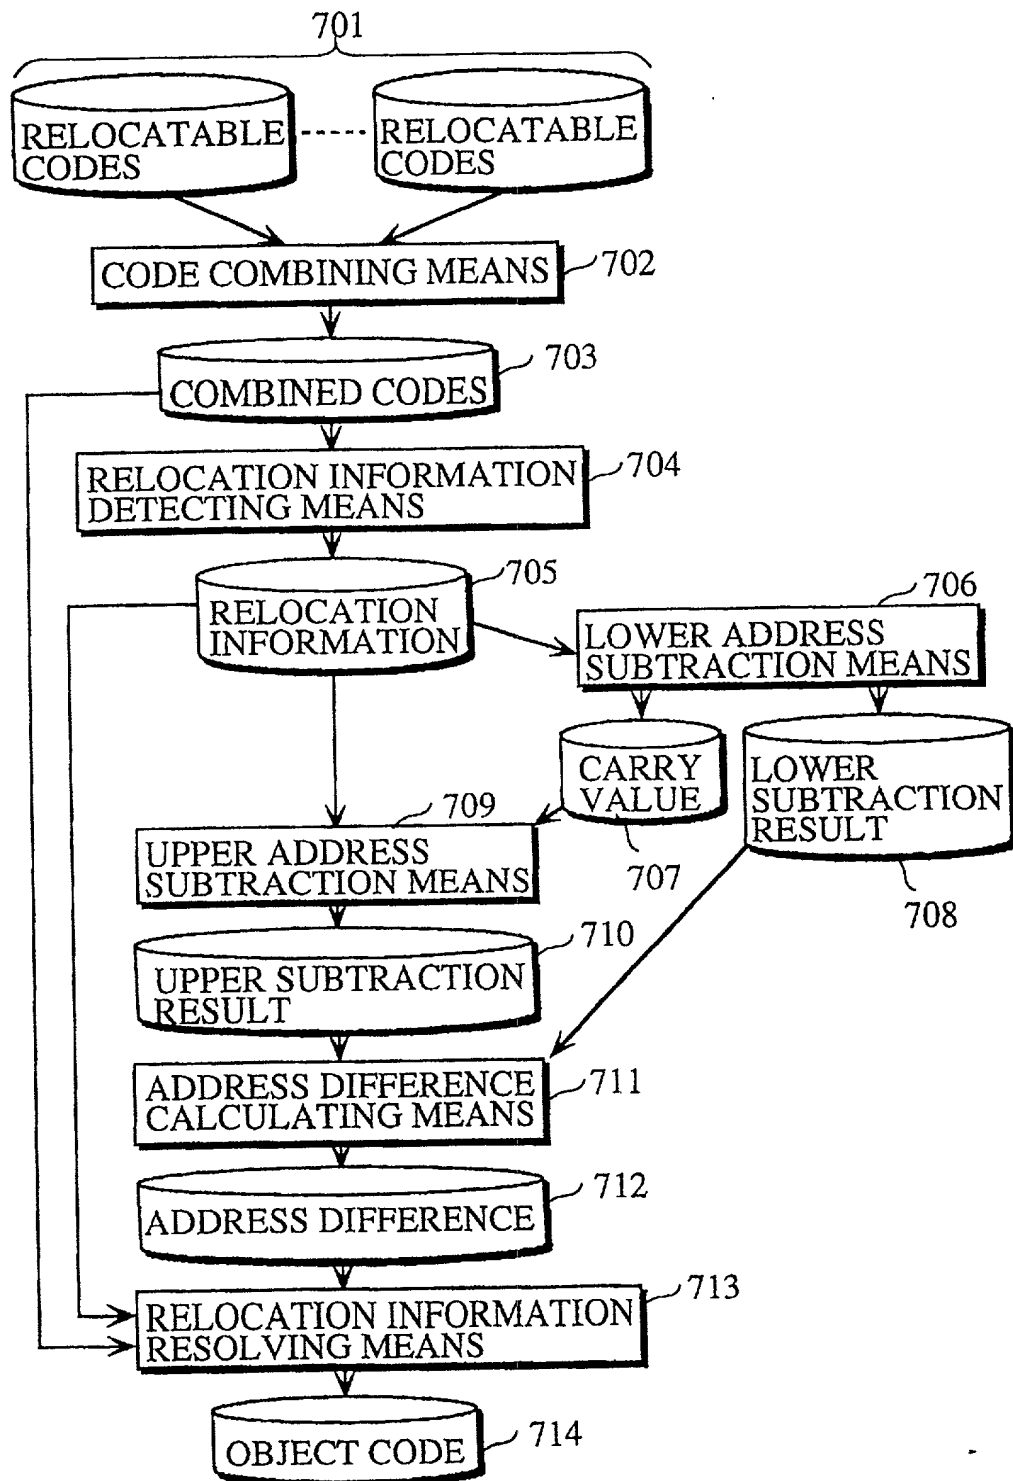 701
RELOCATABLE
CODES
RELOCATABLE
CODES
CODE COMBINING MEANS
702
703
COMBINED CODES
704
RELOCATION INFORMATION
DETECTING MEANS
705
RELOCATION
INFORMATION
706
LOWER ADDRESS
SUBTRACTION MEANS
CARRY
VALUE
707
LOWER
SUBTRACTION
RESULT
708
709
UPPER ADDRESS
SUBTRACTION MEANS
710
UPPER SUBTRACTION
RESULT
711
ADDRESS DIFFERENCE
CALCULATING MEANS
712
ADDRESS DIFFERENCE
713
RELOCATION INFORMATION
RESOLVING MEANS
OBJECT CODE
714